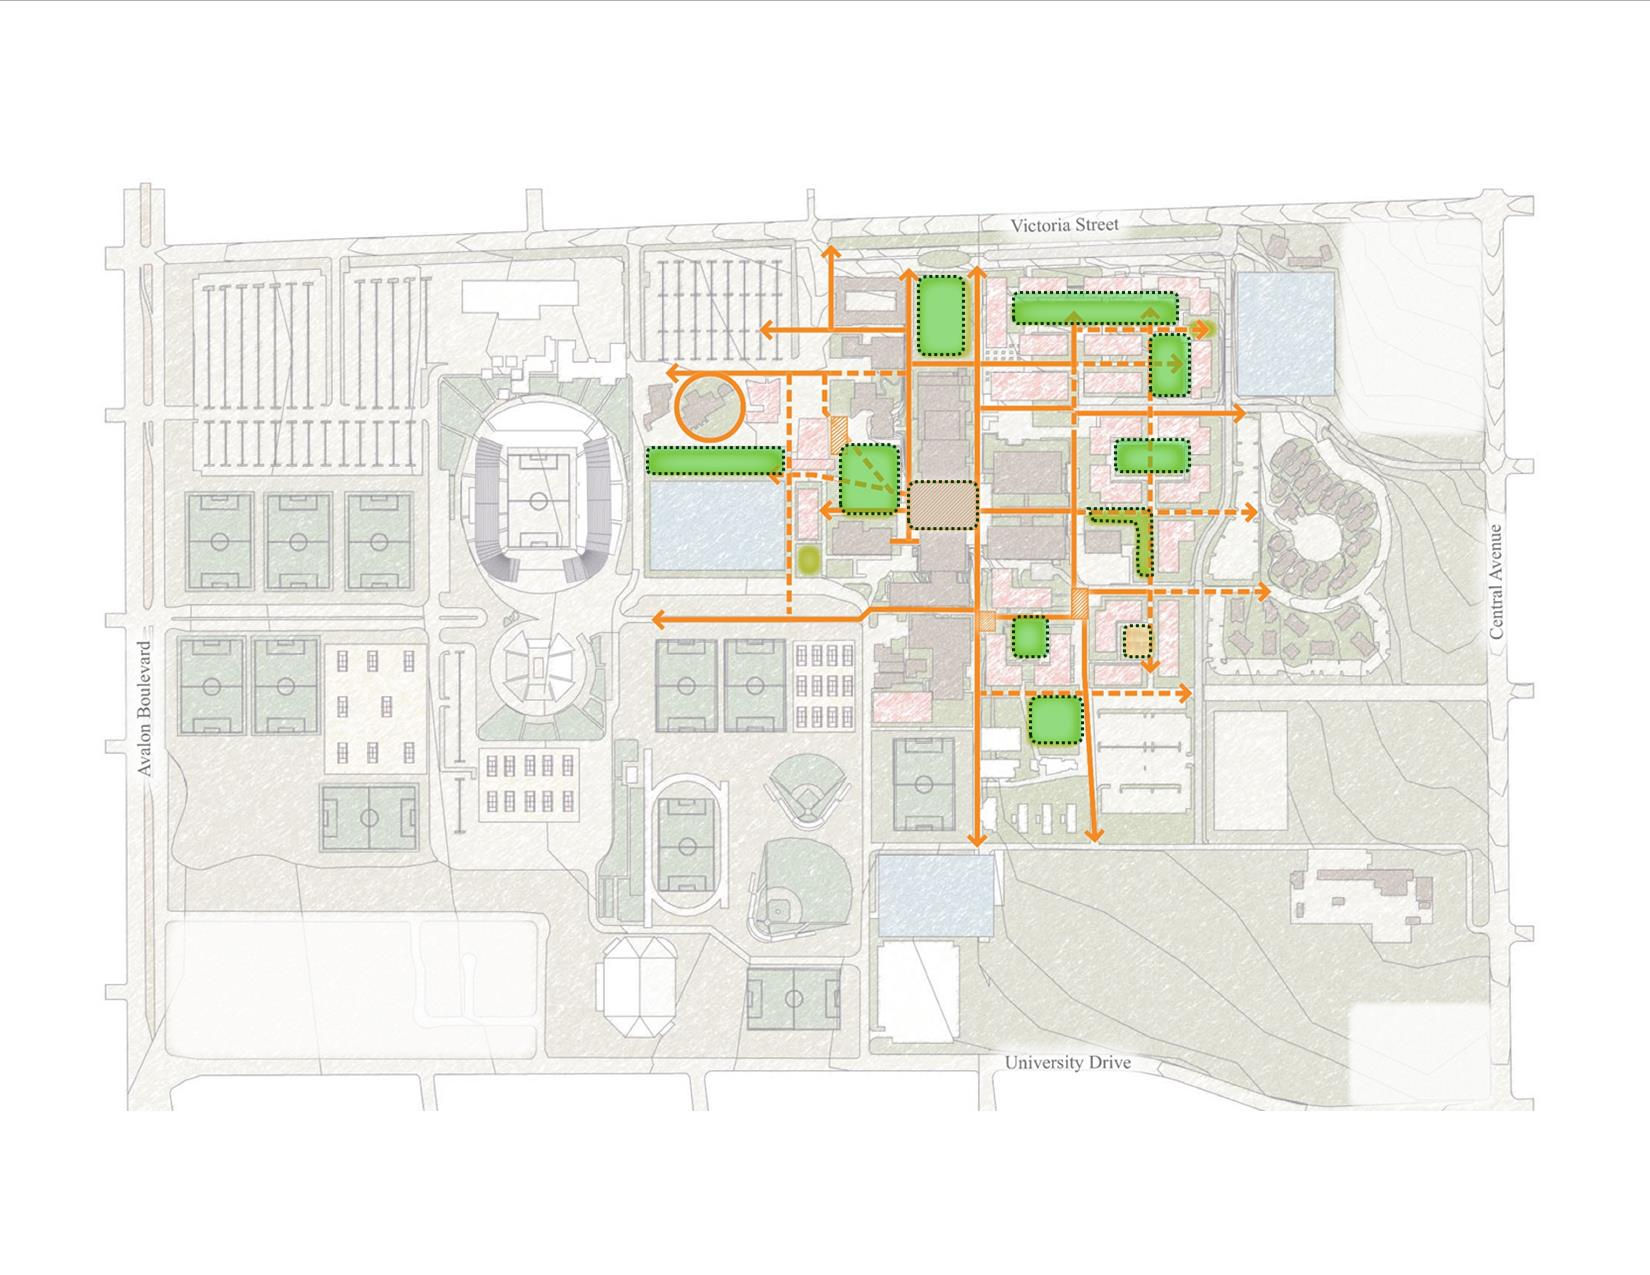 Victoria Street
Avalon Boulevard
Central Avenue
University Drive